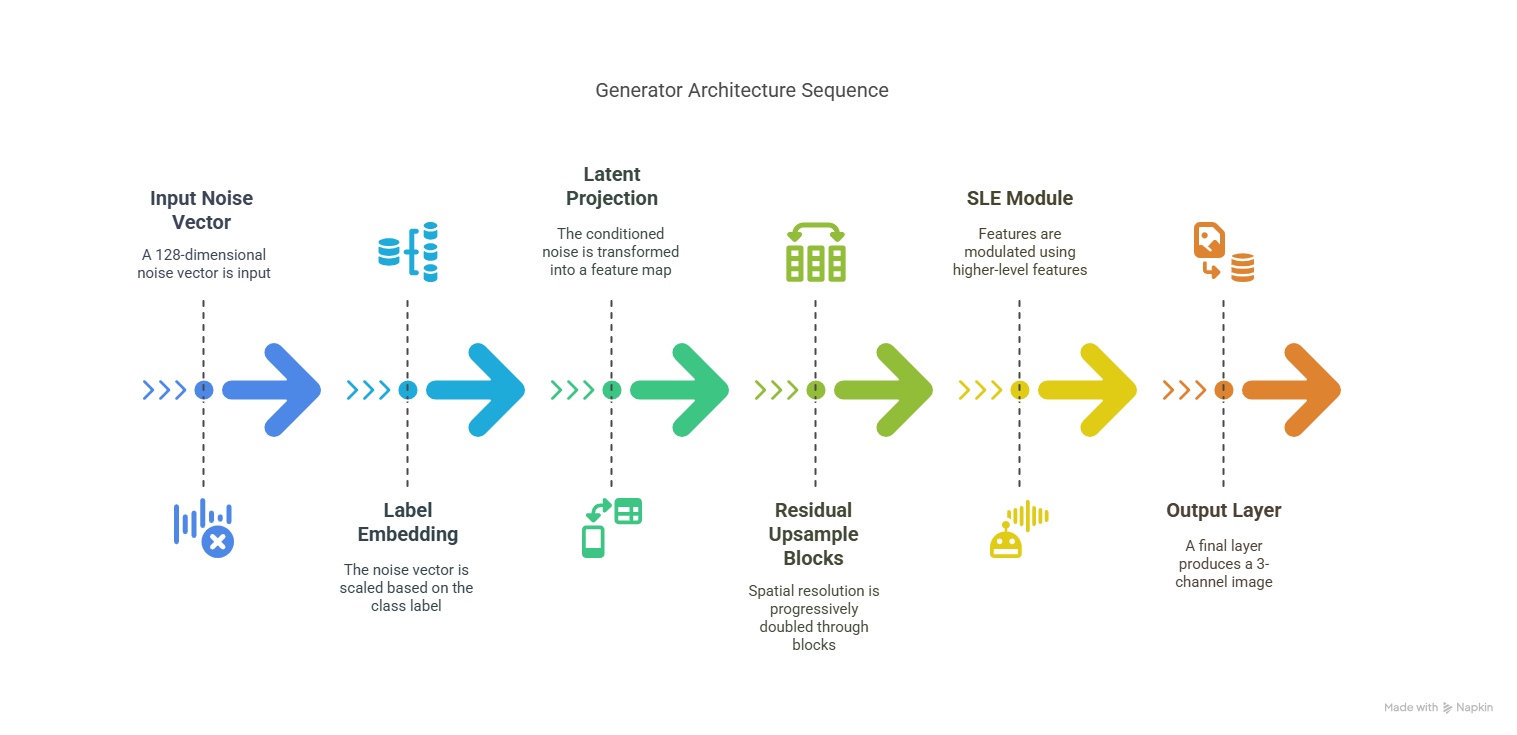 Generator Architecture Sequence
Input Noise
Vector
A 128-dimensional
noise vector is input
Label
Embedding
The noise vector is
scaled based on the
class label
Latent
Projection
The conditioned
noise is transformed
into a feature map
Residual
Upsample
Blocks
Spatial resolution is
progressively
doubled through
blocks
SLE Module
Features are
modulated using
higher-level features
Output Layer
A final layer
produces a 3-
channel image
Made with Napkin